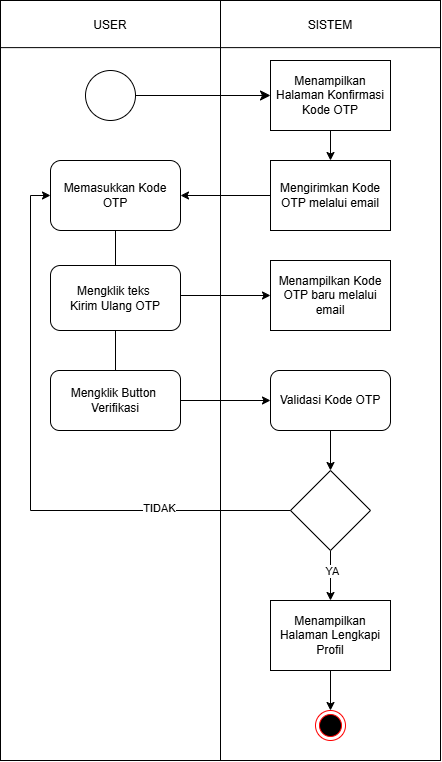 USER
SISTEM
Menampilkan
Halaman Konfirmasi
Kode OTP
Memasukkan Kode
OTP
Mengirimkan Kode
OTP melalui email
Mengklik teks
Kirim Ulang OTP
Menampilkan Kode
OTP baru melalui
email
Mengklik Button
Verifikasi
Validasi Kode OTP
TIDAK
YA
Menampilkan
Halaman Lengkapi
Profil